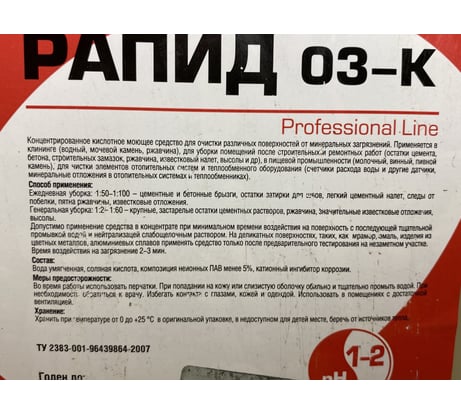 РАПИД ОЗ-К
Professional Line
Концентрированное кислотное моющее средство для очистки различных поверхностей от минеральных загрязнений. Применяется в
клининге (водный, мочевой камень, ржавчина), для уборки помещений после строительных и ремонтных работ (остатки цемента,
бетона, строительных замазок, ржавчина, известковый налет, высолы и др), в пищевой промышленности (молочный, винный, пивной
камень), для чистки элементов отопительных систем и теплообменного оборудования (счетчики расхода воды и другие датчики,
минеральные отложения в отопительных системах и теплообменниках).
Способ применения:
Ежедневная уборка: 1:50–1:100 – цементные и бетонные брызги, остатки затирки для швов, легкий цементный налет, следы от
побелки, пятна ржавчины, известковые отложения.
Генеральная уборка: 1:2–1:60 – крупные, застарелые остатки цементных растворов, ржавчина, значительные известковые отложения,
высолы.
Допустимо применение средства в концентрате при минимальном времени воздействия на поверхность с последующей тщательной
промывкой водой и нейтрализацией поверхности. На деликатных поверхностях, таких, как мрамор, эмаль, изделия из
цветных металлов, алюминиевых сплавов применять средство только после предварительного тестирования на незаметном участке.
Время воздействия на загрязнение 2–3 мин.
Состав:
Вода умягченная, соляная кислота, композиция неионных ПАВ менее 5%, катионный ингибитор коррозии.
Меры предосторожности:
Во время работы использовать перчатки. При попадании на кожу или слизистую оболочку обильно и тщательно промыть водой. При
необходимости обратиться к врачу. Избегать контакта с глазами, кожей и одеждой. Использовать в помещениях с достаточной
вентиляцией.
Хранение:
Хранить при температуре от 0 до +25 °С в оригинальной упаковке, в недоступном для детей месте, беречь от источников тепла.
ТУ 2383-001-96439864-2007
1-2
pH
Годен до: